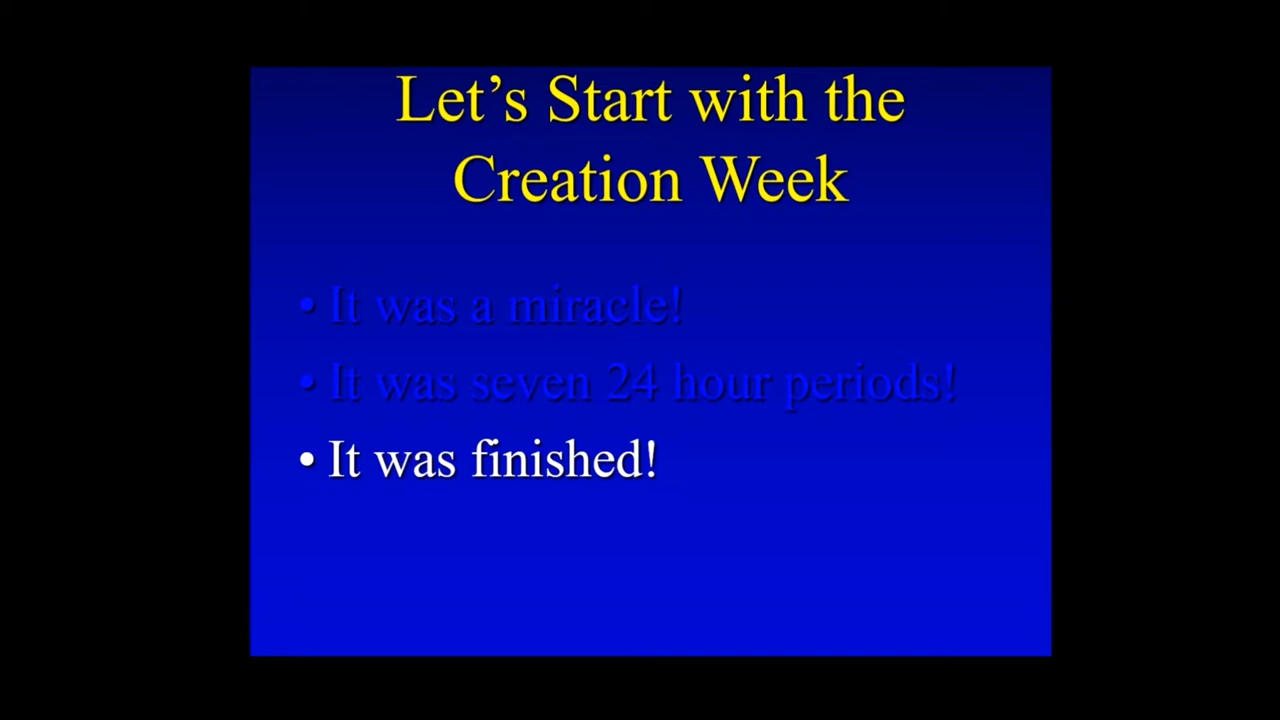 Let's Start with the
Creation Week
• It was a miracle!
• It was seven 24 hour periods!
• It was finished!